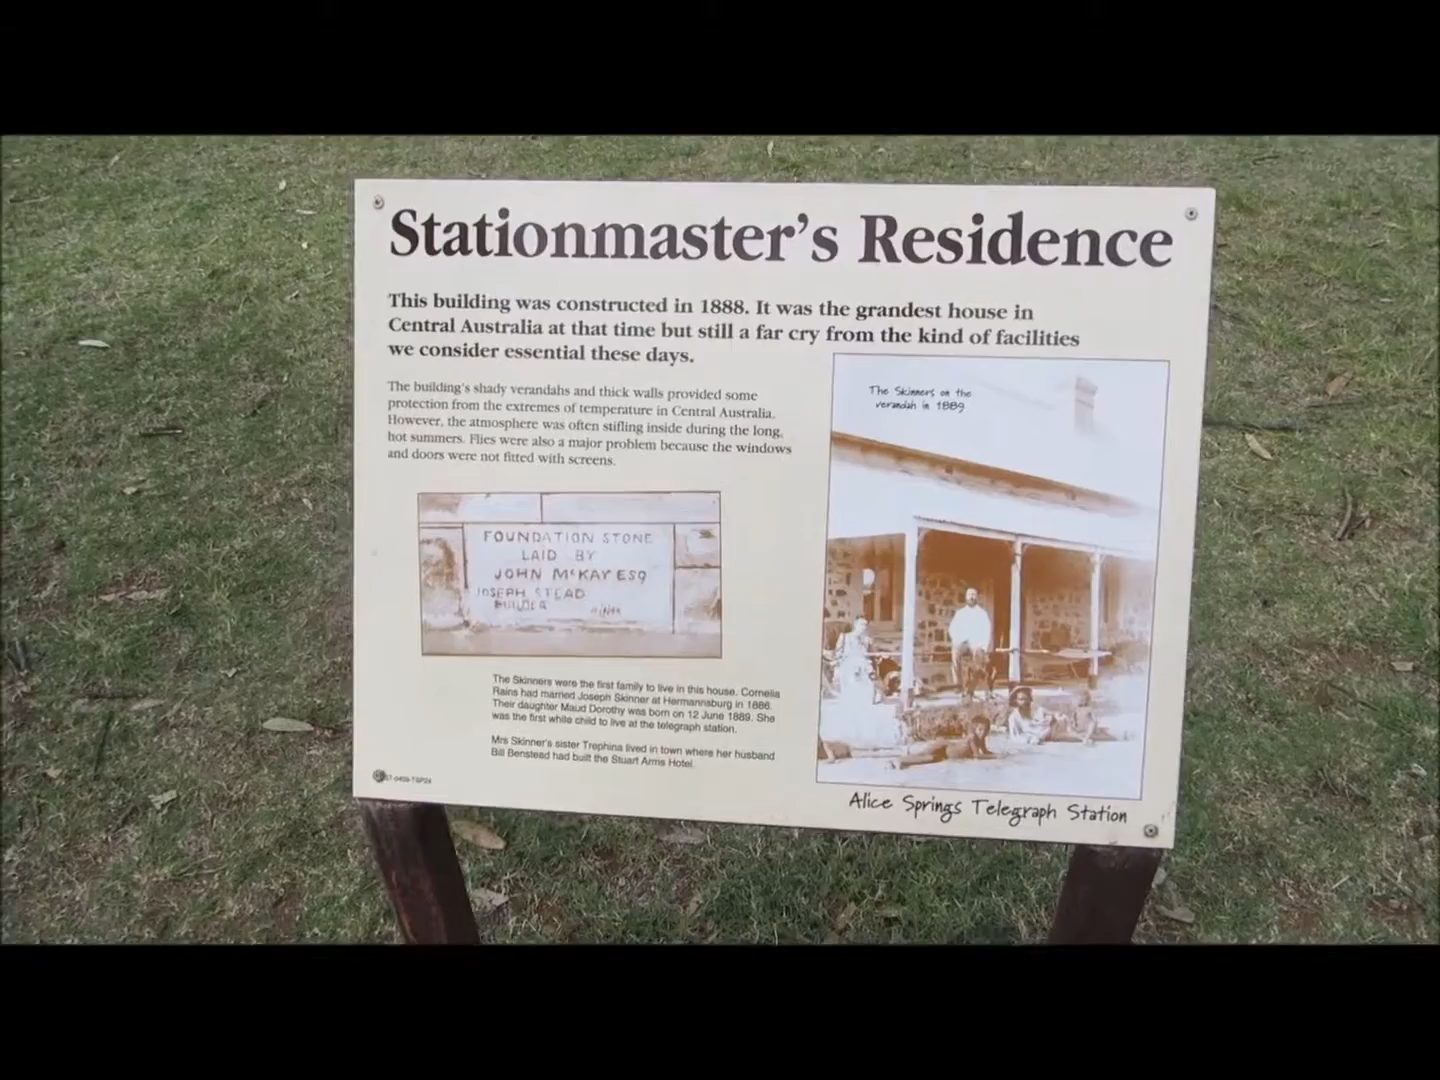 Stationmaster's Residence
This building was constructed in 1888. It was the grandest house in
Central Australia at that time but still a far cry from the kind of facilities
we consider essential these days.
The building's shady verandahs and thick walls provided some
protection from the extremes of temperature in Central Australia.
However, the atmosphere was often stifling inside during the long,
hot summers. Flies were also a major problem because the windows
and doors were not fitted with screens.
FOUNDATION STONE
LAID BY
JOHN McKAY ESQ
JOSEPH STEAD
BUILDER
The Skinners were the first family to live in this house. Cornelia
Rains had married Joseph Skinner at Hermannsburg in 1886.
Their daughter Maud Dorothy was born on 12 June 1889. She
was the first white child to live at the telegraph station.
Mrs Skinner's sister Trephina lived in town where her husband
Bill Benstead had built the Stuart Arms Hotel.
The Skinners on the
verandah in 1889
Alice Springs Telegraph Station